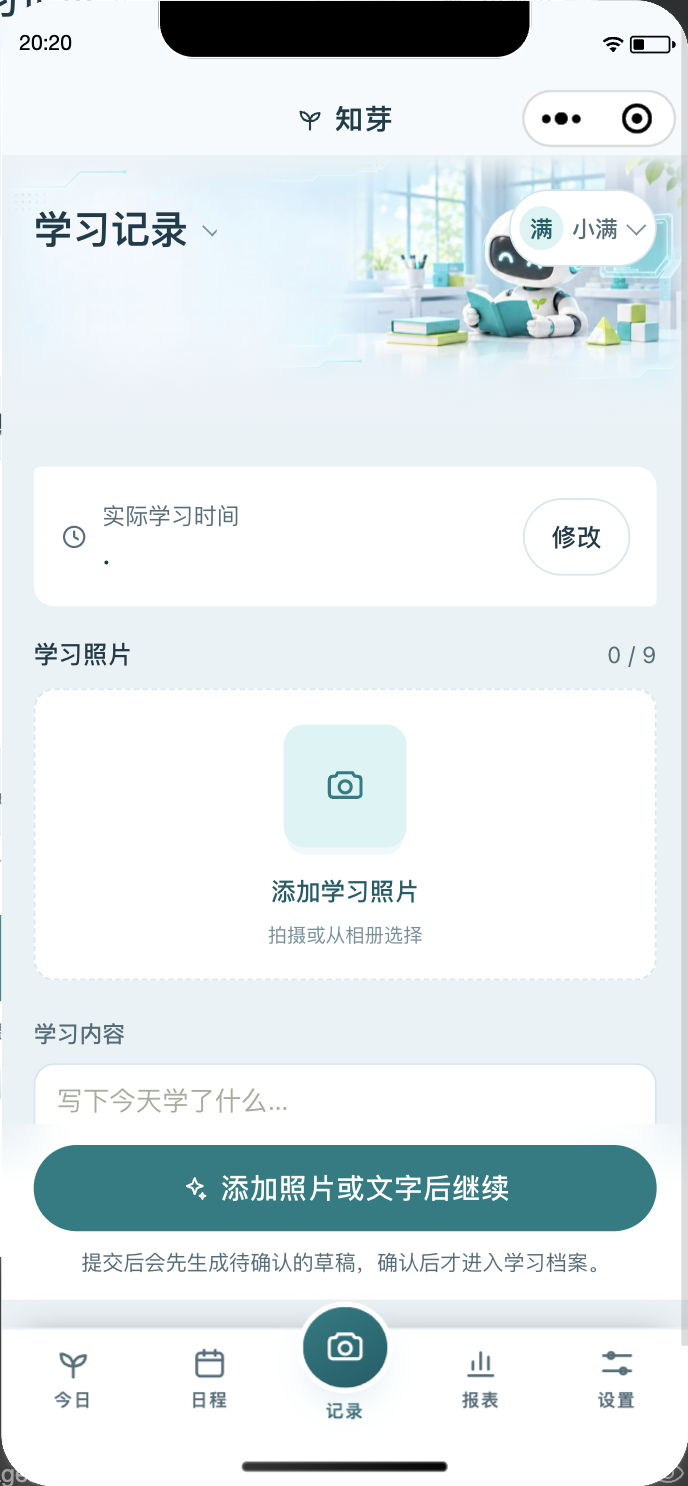 20:20
知芽
学习记录
满 小满
实际学习时间
·
修改
学习照片
0 / 9
添加学习照片
拍摄或从相册选择
学习内容
写下今天学了什么...
添加照片或文字后继续
提交后会先生成待确认的草稿，确认后才进入学习档案。
今日
日程
记录
报表
设置